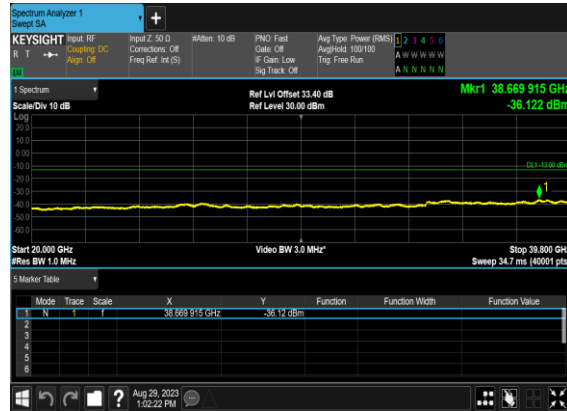 Spectrum Analyzer 1
Swept SA
+
KEYSIGHT Input: RF Input Z: 50 Ω #Atten: 10 dB PNO: Fast Avg Type: Power (RMS) 1 2 3 4 5 6
R T Coupling: DC Corrections: Off Gate: Off Avg|Hold: 100/100 A W W W W W
Align: Off Freq Ref: Int (S) IF Gain: Low Trig: Free Run
Sig Track: Off A N N N N N
1 Spectrum Ref Lvl Offset 33.40 dB Mkr1 38.669 915 GHz
Scale/Div 10 dB Ref Level 30.00 dBm -36.122 dBm
Log
20.0
10.0
0.00
-10.0
DL1 -13.00 dBm
-20.0
-30.0
1
-40.0
-50.0
-60.0
Start 20.000 GHz Video BW 3.0 MHz* Stop 39.800 GHz
#Res BW 1.0 MHz Sweep 34.7 ms (40001 pts
5 Marker Table
Mode Trace Scale X Y Function Function Width Function Value
1 N 1 f 38.669 915 GHz -36.12 dBm
2
3
4
5
6
? Aug 29, 2023
1:02:22 PM